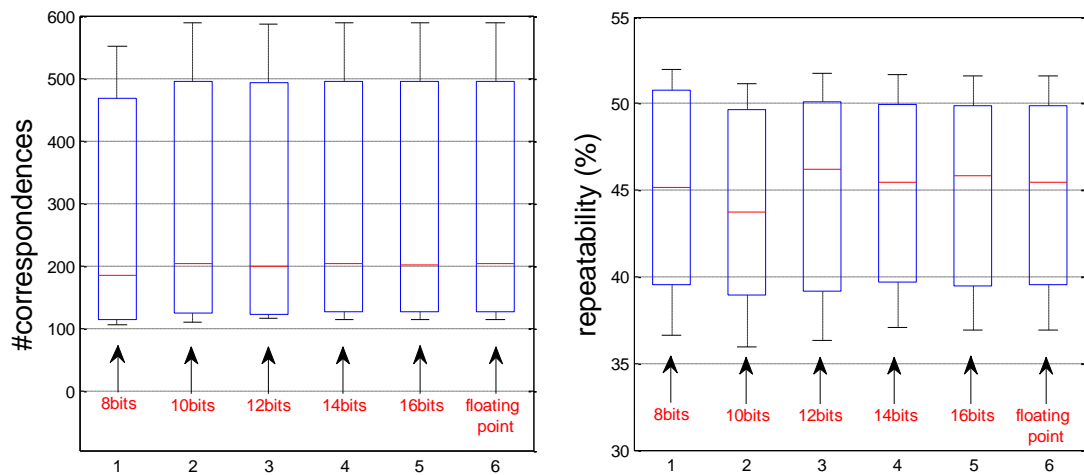 600
500
400
300
200
100
0
#correspondences
8bits
10bits
12bits
14bits
16bits
floating
point
1
2
3
4
5
6
55
50
45
40
35
30
repeatability (%)
8bits
10bits
12bits
14bits
16bits
floating
point
1
2
3
4
5
6